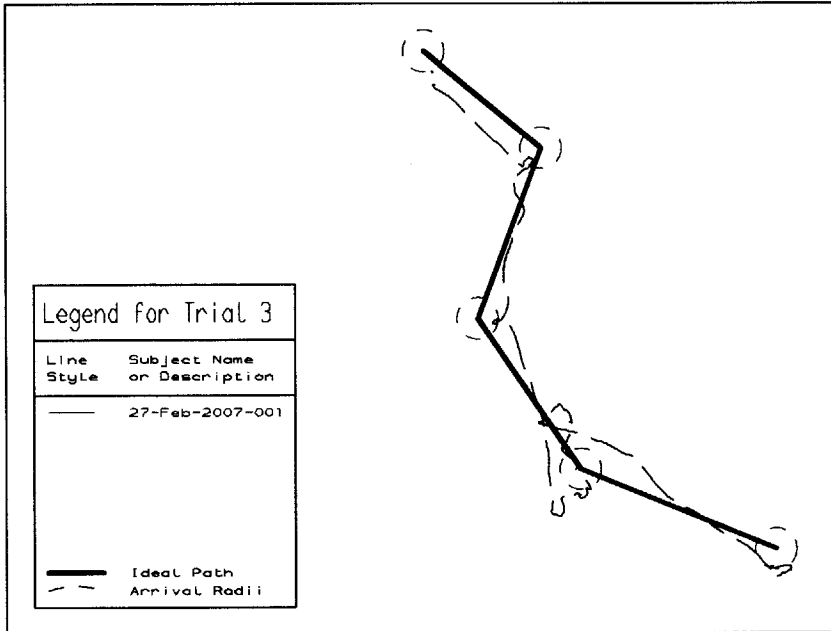 Legend for Trial 3
Line Subject Name
Style or Description
27-Feb-2007-001
Ideal Path
Arrival Radii